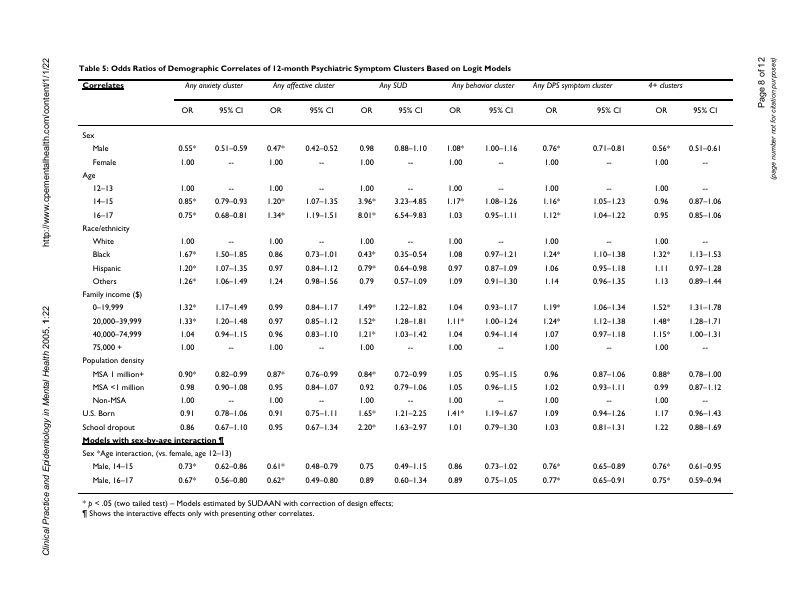 Table 5: Odds Ratios of Demographic Correlates of 12-month Psychiatric Symptom Clusters Based on Logit Models
Correlates Any anxiety cluster Any affective cluster Any SUD Any behavior cluster Any DPS symptom cluster 4+ clusters
OR 95% CI OR 95% CI OR 95% CI OR 95% CI OR 95% CI OR 95% CI
Sex
Male 0.55* 0.51–0.59 0.47* 0.42–0.52 0.98 0.88–1.10 1.08* 1.00–1.16 0.76* 0.71–0.81 0.56* 0.51–0.61
Female 1.00 -- 1.00 -- 1.00 -- 1.00 -- 1.00 -- 1.00 --
Age
12–13 1.00 -- 1.00 -- 1.00 -- 1.00 -- 1.00 -- 1.00 --
14–15 0.85* 0.79–0.93 1.20* 1.07–1.35 3.96* 3.23–4.85 1.17* 1.08–1.26 1.16* 1.05–1.23 0.96 0.87–1.06
16–17 0.75* 0.68–0.81 1.34* 1.19–1.51 8.01* 6.54–9.83 1.03 0.95–1.11 1.12* 1.04–1.22 0.95 0.85–1.06
Race/ethnicity
White 1.00 -- 1.00 -- 1.00 -- 1.00 -- 1.00 -- 1.00 --
Black 1.67* 1.50–1.85 0.86 0.73–1.01 0.43* 0.35–0.54 1.08 0.97–1.21 1.24* 1.10–1.38 1.32* 1.13–1.53
Hispanic 1.20* 1.07–1.35 0.97 0.84–1.12 0.79* 0.64–0.98 0.97 0.87–1.09 1.06 0.95–1.18 1.11 0.97–1.28
Others 1.26* 1.06–1.49 1.24 0.98–1.56 0.79 0.57–1.09 1.09 0.91–1.30 1.14 0.96–1.35 1.13 0.89–1.44
Family income ($)
0–19,999 1.32* 1.17–1.49 0.99 0.84–1.17 1.49* 1.22–1.82 1.04 0.93–1.17 1.19* 1.06–1.34 1.52* 1.31–1.78
20,000–39,999 1.33* 1.20–1.48 0.97 0.85–1.12 1.52* 1.28–1.81 1.11* 1.00–1.24 1.24* 1.12–1.38 1.48* 1.28–1.71
40,000–74,999 1.04 0.94–1.15 0.96 0.83–1.10 1.21* 1.03–1.42 1.04 0.94–1.14 1.07 0.97–1.18 1.15* 1.00–1.31
75,000 + 1.00 -- 1.00 -- 1.00 -- 1.00 -- 1.00 -- 1.00 --
Population density
MSA 1 million+ 0.90* 0.82–0.99 0.87* 0.76–0.99 0.84* 0.72–0.99 1.05 0.95–1.15 0.96 0.87–1.06 0.88* 0.78–1.00
MSA <1 million 0.98 0.90–1.08 0.95 0.84–1.07 0.92 0.79–1.06 1.05 0.96–1.15 1.02 0.93–1.11 0.99 0.87–1.12
Non-MSA 1.00 -- 1.00 -- 1.00 -- 1.00 -- 1.00 -- 1.00 --
U.S. Born 0.91 0.78–1.06 0.91 0.75–1.11 1.65* 1.21–2.25 1.41* 1.19–1.67 1.09 0.94–1.26 1.17 0.96–1.43
School dropout 0.86 0.67–1.10 0.95 0.67–1.34 2.20* 1.63–2.97 1.01 0.79–1.30 1.03 0.81–1.31 1.22 0.88–1.69
Models with sex-by-age interaction ¶
Sex *Age interaction, (vs. female, age 12–13)
Male, 14–15 0.73* 0.62–0.86 0.61* 0.48–0.79 0.75 0.49–1.15 0.86 0.73–1.02 0.76* 0.65–0.89 0.76* 0.61–0.95
Male, 16–17 0.67* 0.56–0.80 0.62* 0.49–0.80 0.89 0.60–1.34 0.89 0.75–1.05 0.77* 0.65–0.91 0.75* 0.59–0.94
* p < .05 (two tailed test) – Models estimated by SUDAAN with correction of design effects;
¶ Shows the interactive effects only with presenting other correlates.
Clinical Practice and Epidemiology in Mental Health 2005, 1:22
http://www.cpementalhealth.com/content/1/1/22
Page 8 of 12
(page number not for citation purposes)